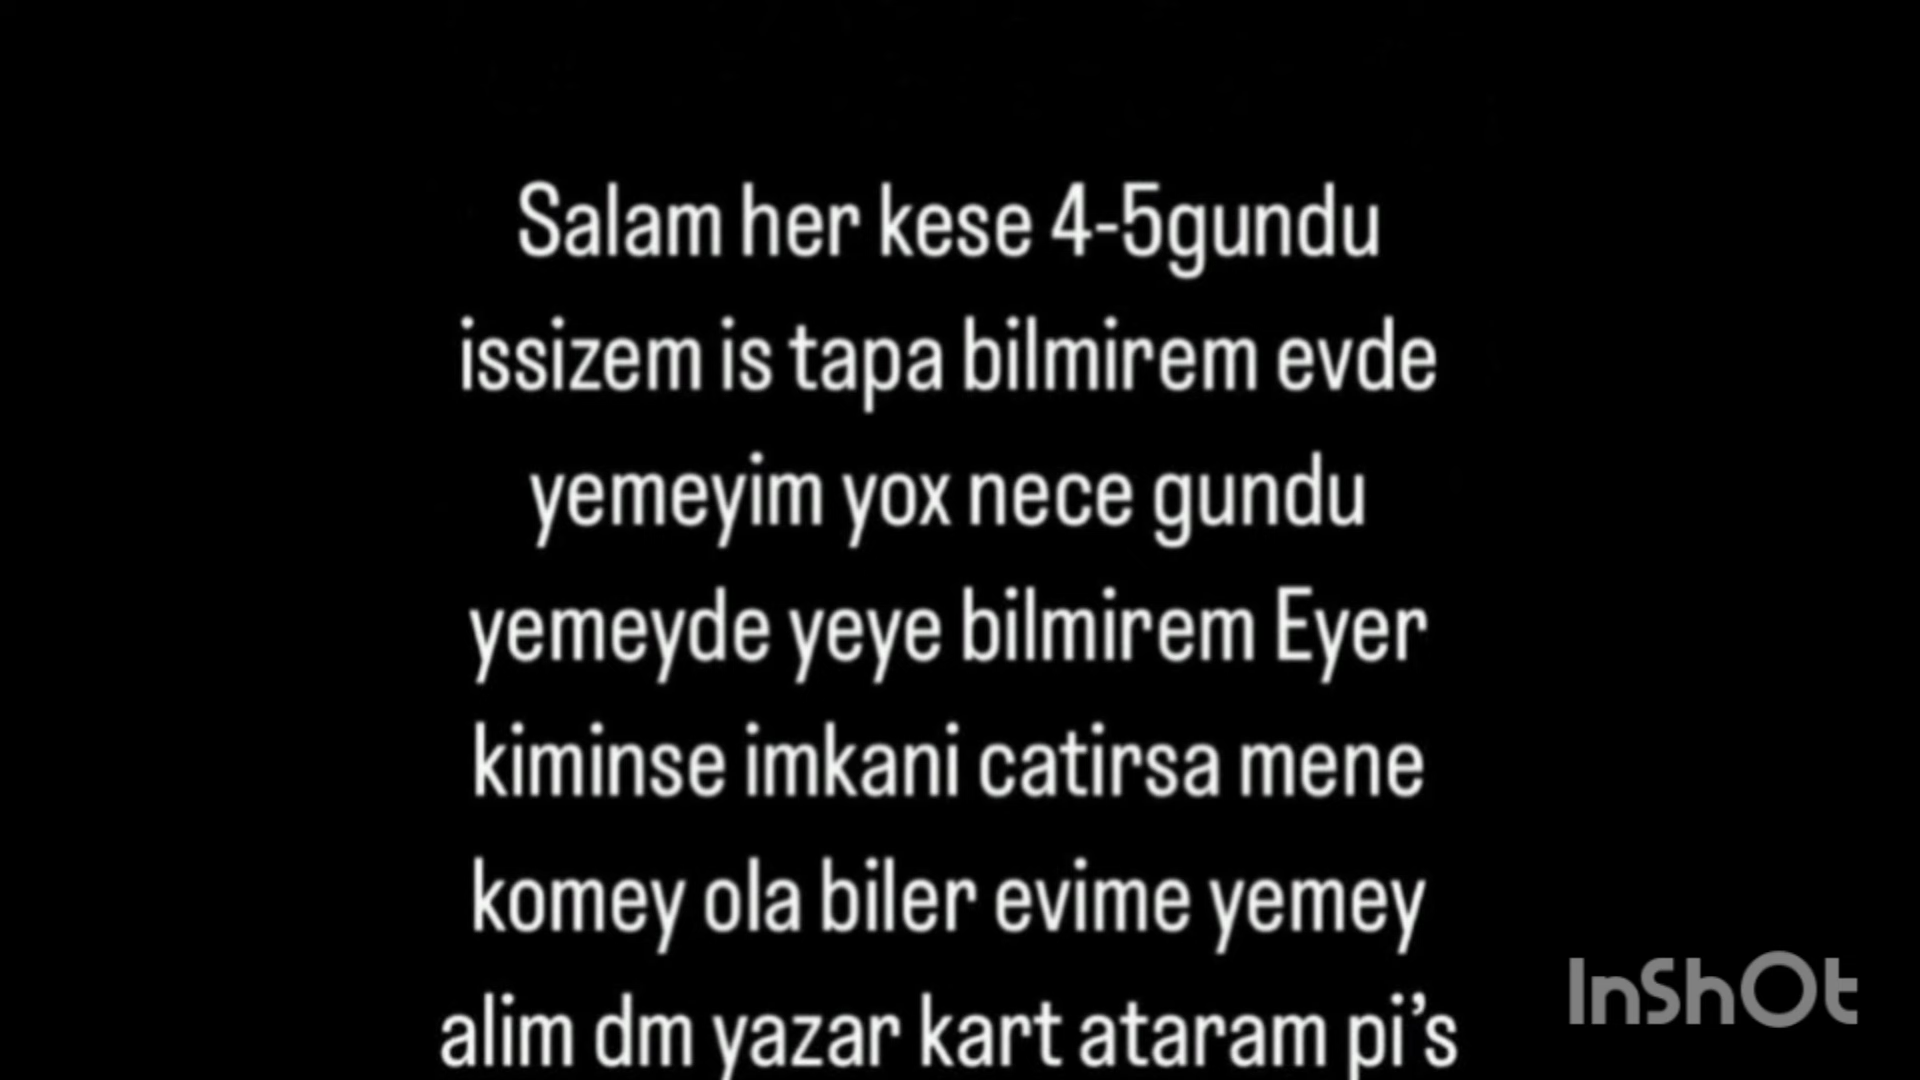 Salam her kese 4-5gundu
issizem is tapa bilmirem evde
yemeyim yox nece gundu
yemeyde yeye bilmirem Eyer
kiminse imkani catirsa mene
komey ola biler evime yemey
alim dm yazar kart ataram pi's
InShOt